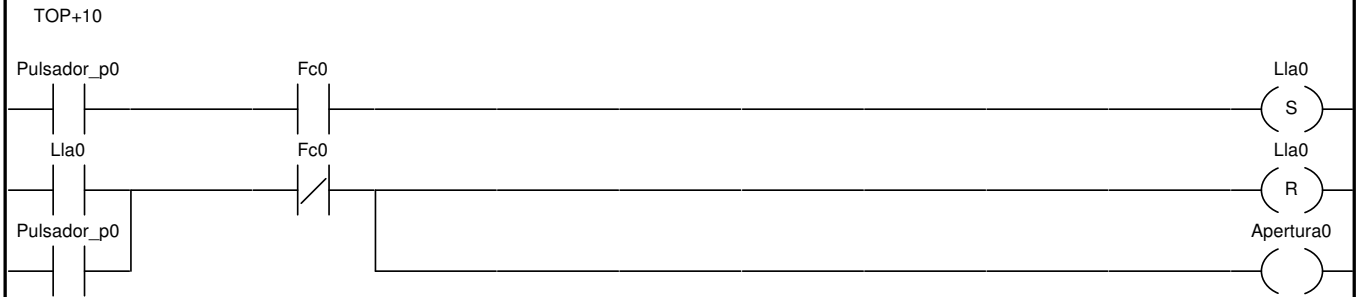 TOP+10
Pulsador_p0 Fc0 Lla0
S
Lla0 Fc0 Lla0
R
Pulsador_p0 Apertura0